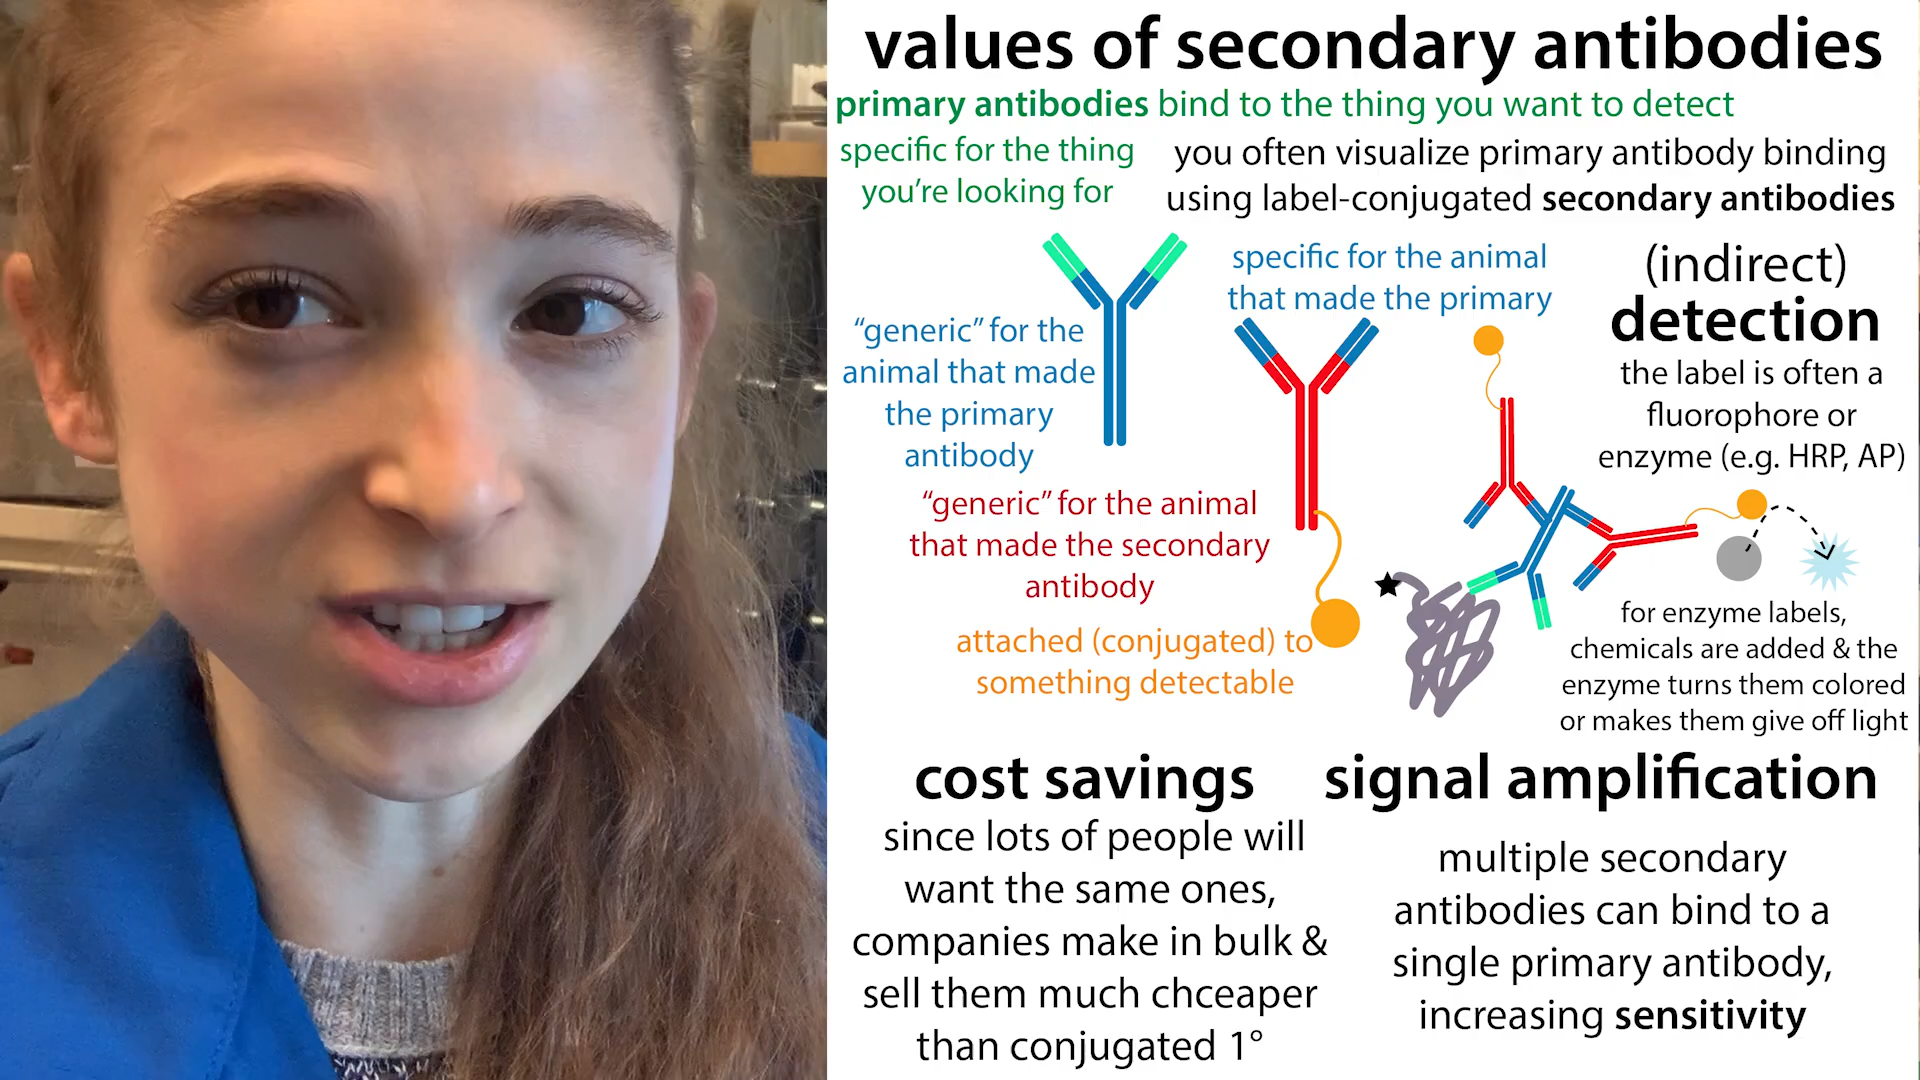 values of secondary antibodies
primary antibodies bind to the thing you want to detect
specific for the thing
you’re looking for
you often visualize primary antibody binding
using label-conjugated secondary antibodies
specific for the animal
that made the primary
(indirect)
detection
the label is often a
fluorophore or
enzyme (e.g. HRP, AP)
“generic” for the
animal that made
the primary
antibody
“generic” for the animal
that made the secondary
antibody
attached (conjugated) to
something detectable
for enzyme labels,
chemicals are added & the
enzyme turns them colored
or makes them give off light
cost savings
since lots of people will
want the same ones,
companies make in bulk &
sell them much chceaper
than conjugated 1°
signal amplification
multiple secondary
antibodies can bind to a
single primary antibody,
increasing sensitivity